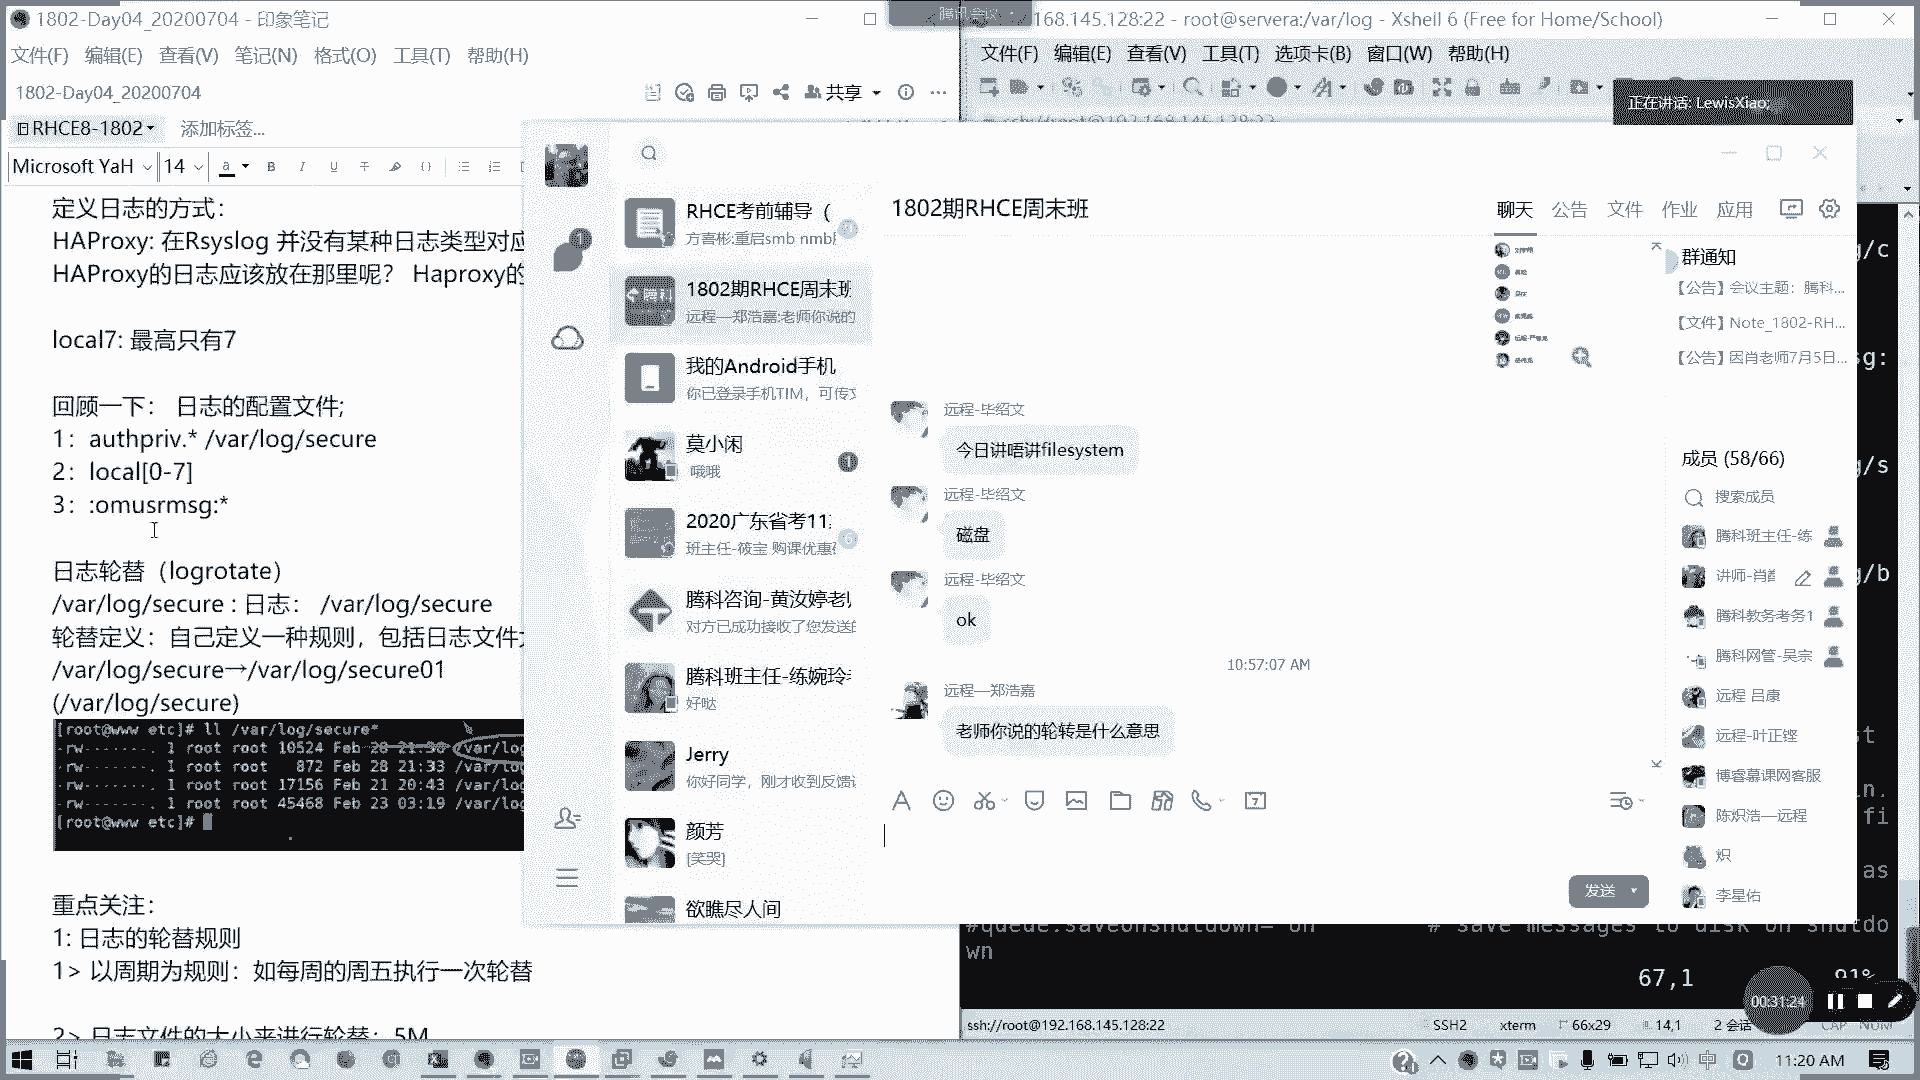 1802-Day04_20200704 - 印象笔记
文件(F) 编辑(E) 查看(V) 笔记(N) 格式(O) 工具(T) 帮助(H)
1802-Day04_20200704
共享
RHCE8-1802
添加标签...
Microsoft YaH
14
定义日志的方式：
HAProxy: 在Rsyslog 并没有某种日志类型对应
HAProxy的日志应该放在那里呢？ Haproxy的
local7: 最高只有7
回顾一下： 日志的配置文件;
1：authpriv.* /var/log/secure
2：local[0-7]
3：:omusrmsg:*
日志轮替（logrotate）
/var/log/secure : 日志： /var/log/secure
轮替定义：自己定义一种规则，包括日志文件
/var/log/secure→/var/log/secure01
(/var/log/secure)
[root@www etc]# ll /var/log/secure*
-rw-------. 1 root root 10524 Feb 28 21:36 /var/log
-rw-------. 1 root root 872 Feb 28 21:33 /var/log
-rw-------. 1 root root 17156 Feb 21 20:43 /var/log
-rw-------. 1 root root 45468 Feb 23 03:19 /var/log
[root@www etc]#
重点关注：
1: 日志的轮替规则
1> 以周期为规则：如每周的周五执行一次轮替
2> 日志文件的大小来进行轮替：5M
腾讯会议
168.145.128:22 - root@servera:/var/log - Xshell 6 (Free for Home/School)
文件(F) 编辑(E) 查看(V) 工具(T) 选项卡(B) 窗口(W) 帮助(H)
正在讲话: LewisXiao;
ssh://root@192.168.145.128:22
RHCE考前辅导（
方喜彬:重启smb nmb
1802期RHCE周末班
远程—郑浩嘉:老师你说的
我的Android手机
你已登录手机TIM，可传文
莫小闲
哦哦
1
2020广东省考11
班主任-筱宝 购课优惠
腾科咨询-黄汝婷老
对方已成功接收了您发送的
腾科班主任-练婉玲
好哒
Jerry
你好同学，刚才收到反馈
颜芳
[笑哭]
欲瞧尽人间
1802期RHCE周末班
聊天 公告 文件 作业 应用
远程-毕绍文
今日讲唔讲filesystem
远程-毕绍文
磁盘
远程-毕绍文
ok
10:57:07 AM
远程—郑浩嘉
老师你说的轮转是什么意思
发送
群通知
【公告】会议主题：腾科...
【文件】Note_1802-RH...
【公告】因肖老师7月5日...
成员 (58/66)
搜索成员
腾科班主任-练
讲师-肖
腾科教务考务1
腾科网管-吴宗
远程 吕康
远程-叶正铿
博睿慕课网客服
陈炽浩—远程
炽
李星佑
g/c
sg:
g/s
g/b
st
n.
fi
as
#queue.saveonshutdown="on" # save messages to disk on shutdo
wn
67,1 91%
00:31:24
ssh://root@192.168.145.128:22
SSH2 xterm 66x29 14,1 2 会话 CAP NUM
中
11:20 AM